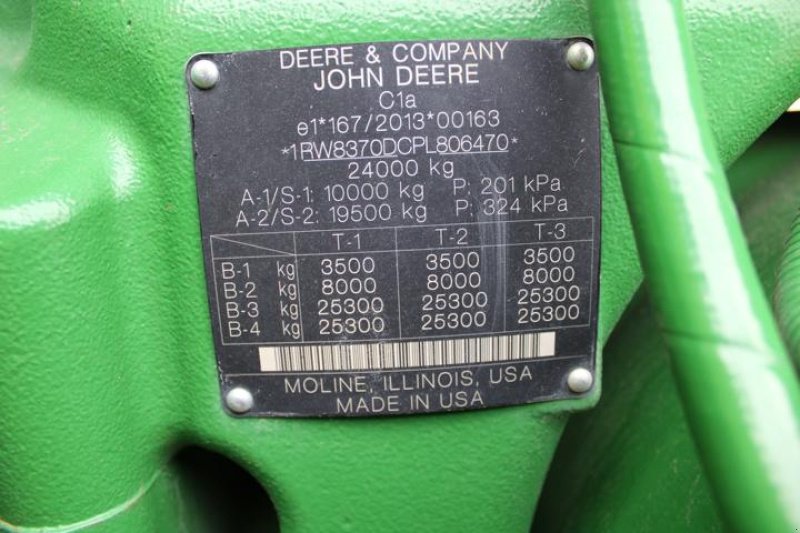 DEERE & COMPANY
JOHN DEERE
C1a
e1*167/2013*00163
*1RW8370DCPL806470*
24000 kg
A-1/S-1: 10000 kg P: 201 kPa
A-2/S-2: 19500 kg P: 324 kPa
T-1 T-2 T-3
B-1 kg 3500 3500 3500
B-2 kg 8000 8000 8000
B-3 kg 25300 25300 25300
B-4 kg 25300 25300 25300
MOLINE, ILLINOIS, USA
MADE IN USA